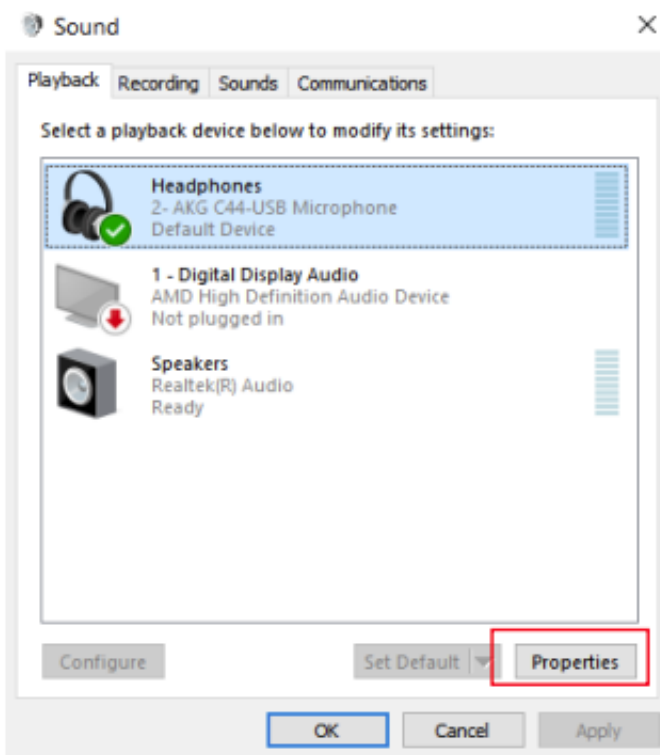 Sound
Playback Recording Sounds Communications
Select a playback device below to modify its settings:
Headphones
2- AKG C44-USB Microphone
Default Device
1 - Digital Display Audio
AMD High Definition Audio Device
Not plugged in
Speakers
Realtek(R) Audio
Ready
Configure Set Default Properties
OK Cancel Apply